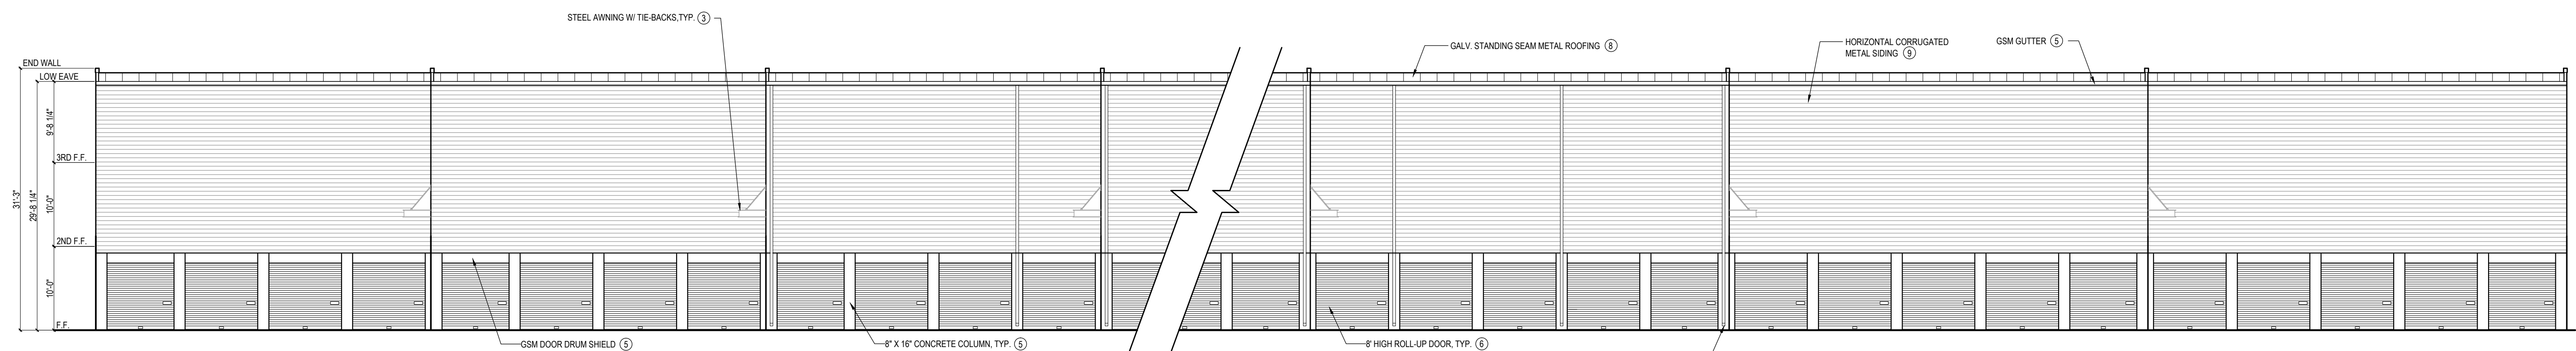 STEEL AWNING W/ TIE-BACKS,TYP. 3
GALV. STANDING SEAM METAL ROOFING 8
HORIZONTAL CORRUGATED
METAL SIDING 9
GSM GUTTER 5
END WALL
LOW EAVE
9'-8 1/4"
3RD F.F.
31'-3"
29'-8 1/4"
10'-0"
2ND F.F.
10'-0"
F.F.
GSM DOOR DRUM SHIELD 5
8" X 16" CONCRETE COLUMN, TYP. 5
8' HIGH ROLL-UP DOOR, TYP. 6